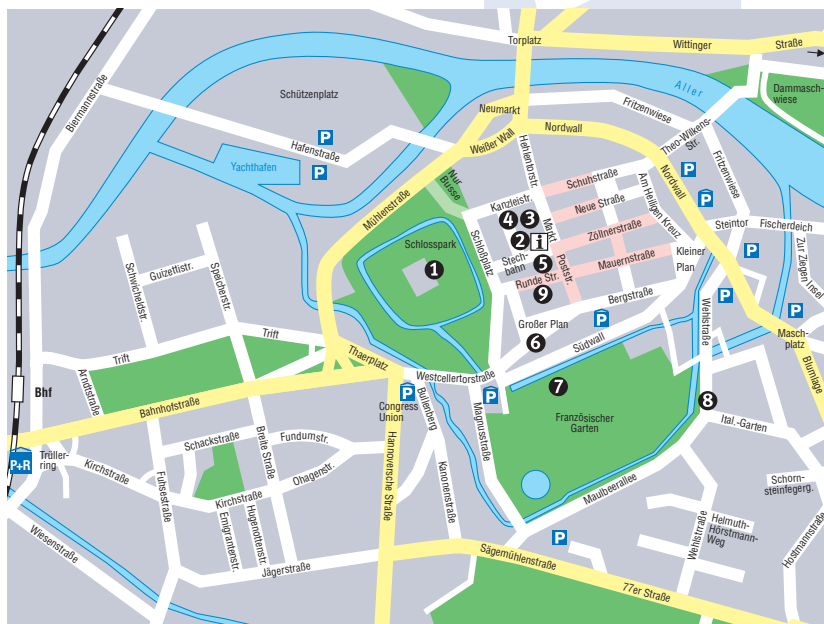 Torplatz
Wittinger
Straße
Aller
Dammasch-
wiese
Biermannstraße
Schützenplatz
Neumarkt
Fritzenwiese
P
Hafenstraße
Weißer Wall
Nordwall
Hehlentorstr.
Theo-Wilkens-
Str.
Yachthafen
P
Nur
Busse
Schuhstraße
P
Fritzenwiese
Mühlenstraße
Kanzleistr.
Neue Straße
Am Heiligen Kreuz
Nordwall
P
4
3
Markt
Zöllnerstraße
Steintor
Fischerdeich
Schlosspark
Schloßplatz
2
i
Stech-
bahn
5
Mauernstraße
Kleiner
Plan
P
Zur Ziegen Insel
Schwicheldtstr.
Guizettistr.
Speicherstr.
1
Runde Str.
Poststr.
9
Bergstraße
P
P
Großer Plan
P
Wehlstraße
Masch-
platz
Trift
6
Südwall
Trift
Thaerplatz
Blumlage
Bhf
Arndtstraße
Westcellertorstraße
P
P
7
8
Bahnhofstraße
Congress
Union
Bullenberg
Magnusstraße
Französischer
Garten
Ital.-Garten
P+R
Trüller-
ring
Schackstraße
Breite Straße
Fundumstr.
Hannoversche Straße
Kirchstraße
Ohagenstr.
Kanonenstraße
Schorn-
steinfegerg.
Fuhsestraße
Kirchstraße
Maulbeerallee
Emigrantenstr.
Hugenottenstr.
Wehlstraße
Helmuth-
Hörstmann-
Weg
Hostmannstraße
Wiesenstraße
P
Jägerstraße
Sägemühlenstraße
77er Straße